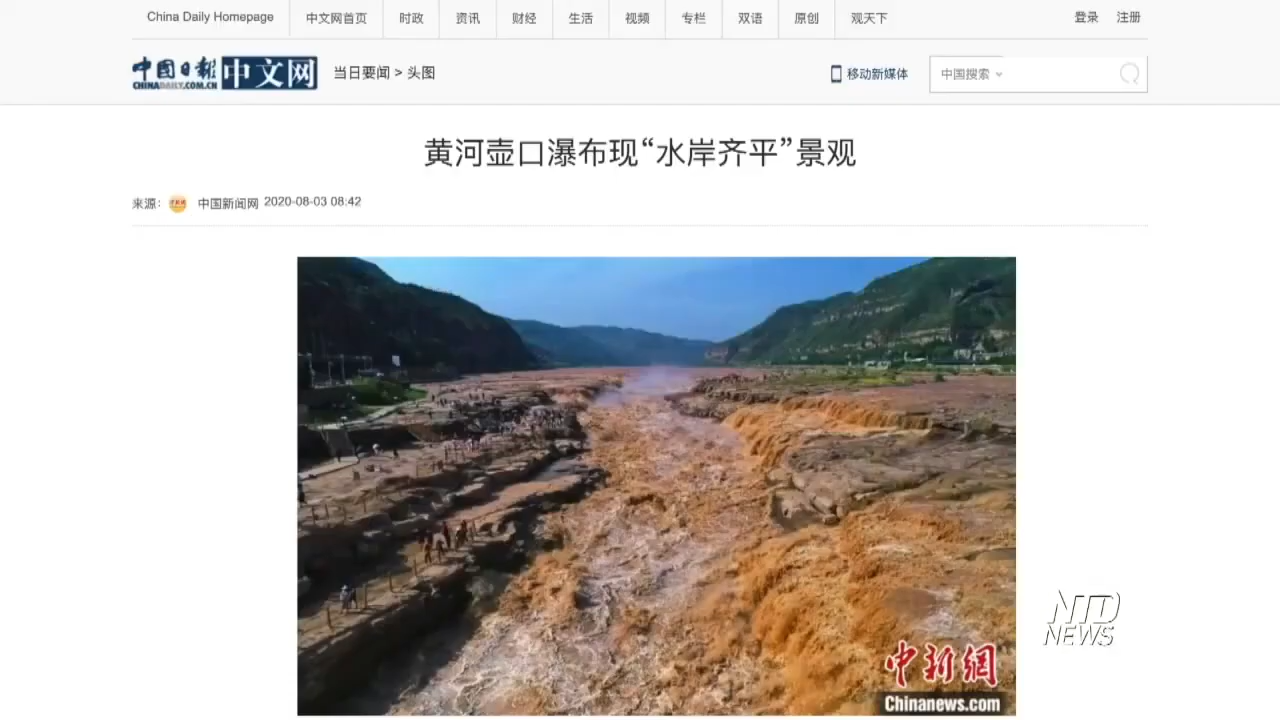 China Daily Homepage 中文网首页 时政 资讯 财经 生活 视频 专栏 双语 原创 观天下 登录 注册
中国日报 中文网 当日要闻 > 头图 移动新媒体 中国搜索
CHINADAILY.COM.CN
黄河壶口瀑布现“水岸齐平”景观
来源： 中国新闻网 2020-08-03 08:42
NTD
NEWS
中新網
Chinanews.com